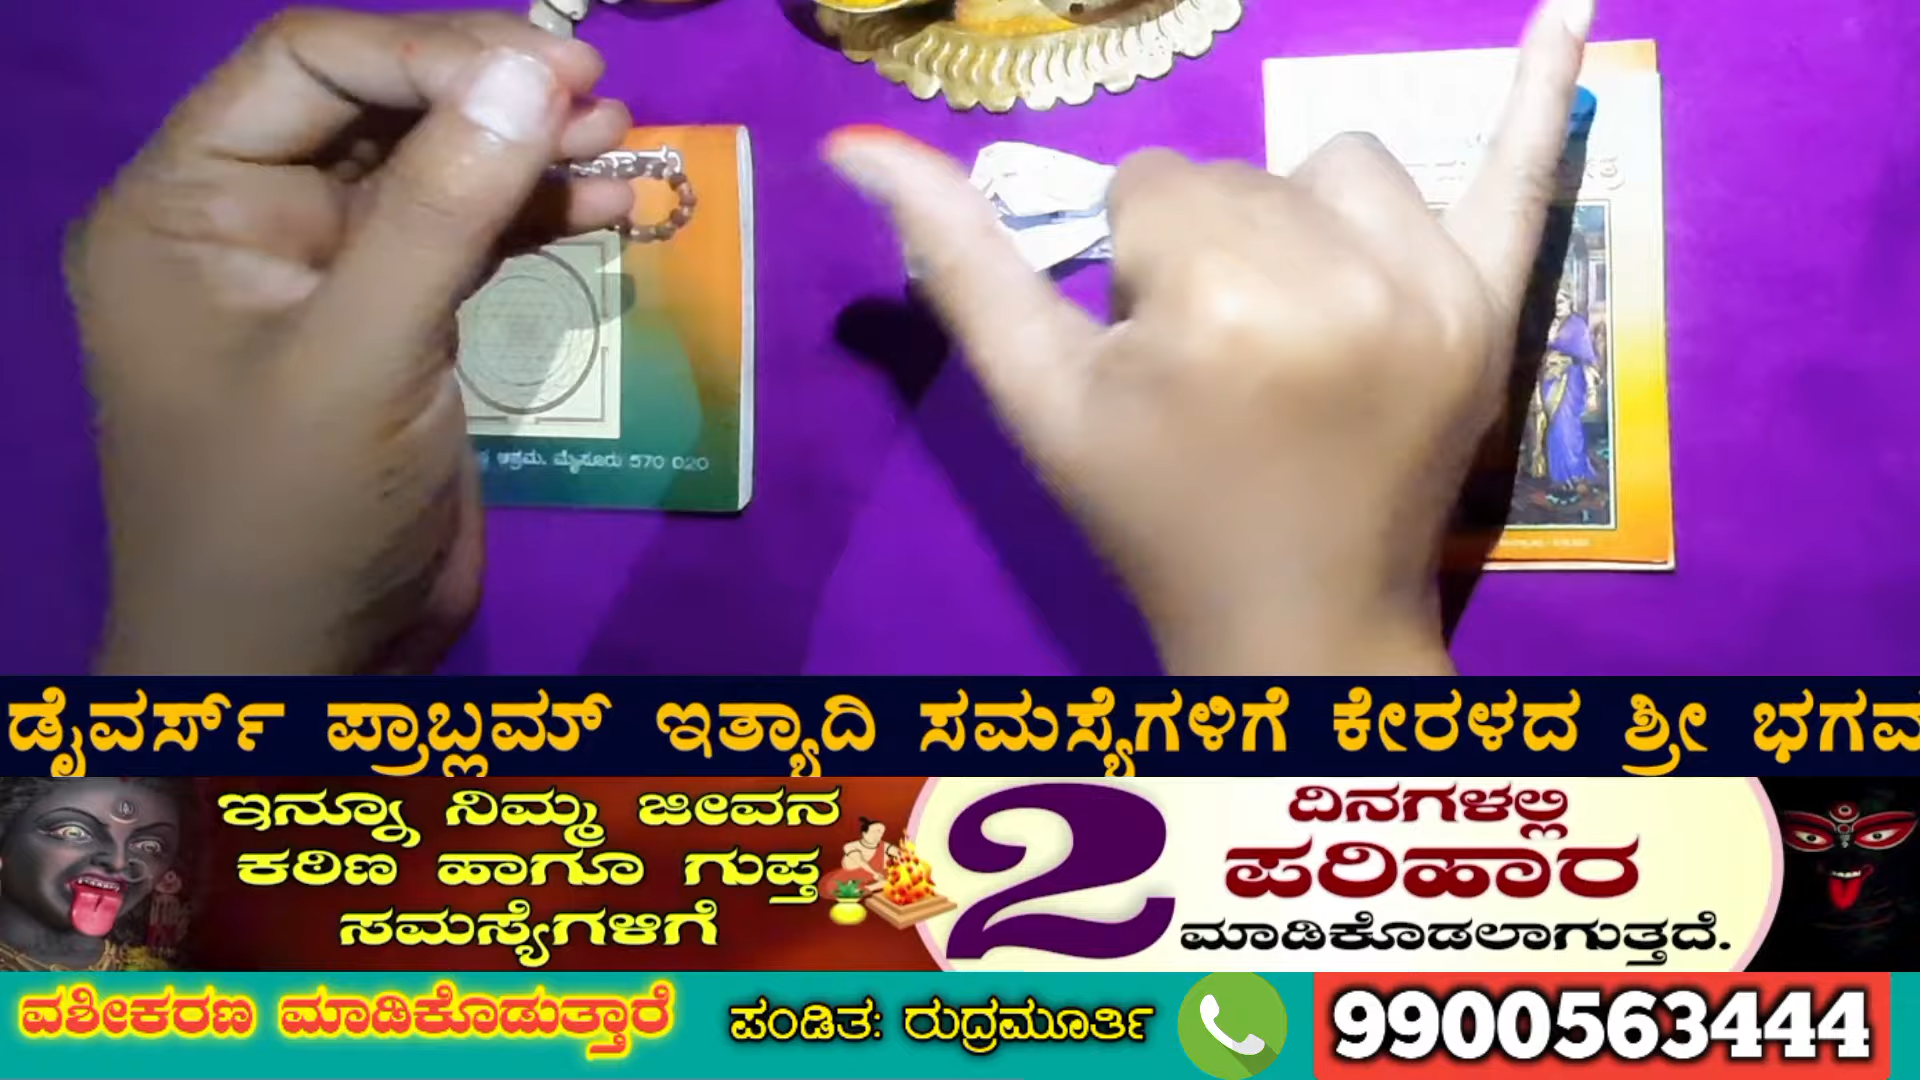 ಆಶ್ರಮ. ಮೈಸೂರು 570 020
ಡೈವರ್ಸ್ ಪ್ರಾಬ್ಲಮ್ ಇತ್ಯಾದಿ ಸಮಸ್ಯೆಗಳಿಗೆ ಕೇರಳದ ಶ್ರೀ ಭಗವ
ಇನ್ನೂ ನಿಮ್ಮ ಜೀವನ
ಕಠಿಣ ಹಾಗೂ ಗುಪ್ತ
ಸಮಸ್ಯೆಗಳಿಗೆ
2 ದಿನಗಳಲ್ಲಿ
ಪರಿಹಾರ
ಮಾಡಿಕೊಡಲಾಗುತ್ತದೆ.
ವಶೀಕರಣ ಮಾಡಿಕೊಡುತ್ತಾರೆ ಪಂಡಿತ: ರುದ್ರಮೂರ್ತಿ 9900563444